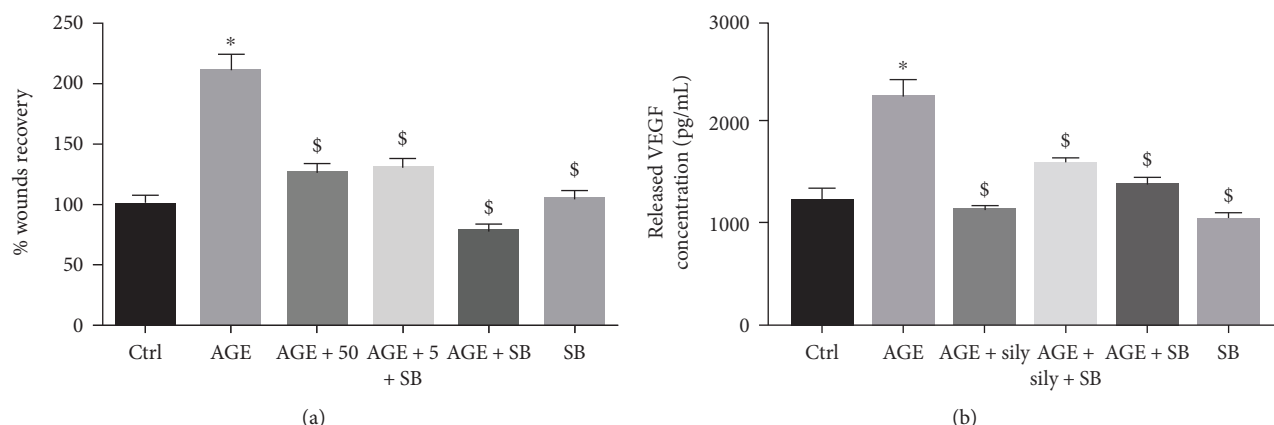 250
200
150
100
50
0
% wounds recovery
*
$
$
$
$
Ctrl
AGE
AGE + 50
AGE + 5
+ SB
AGE + SB
SB
(a)
3000
2000
1000
0
Released VEGF
concentration (pg/mL)
*
$
$
$
$
Ctrl
AGE
AGE + sily
AGE +
sily + SB
AGE + SB
SB
(b)